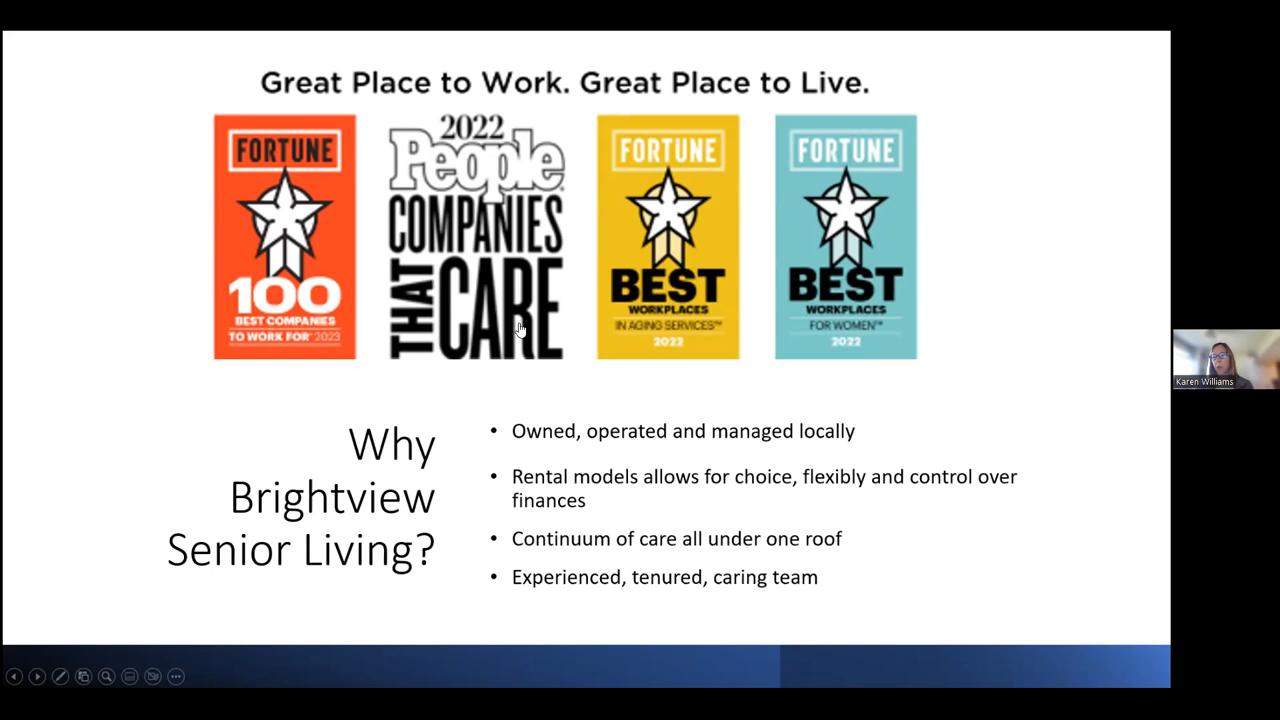 Great Place to Work. Great Place to Live.
FORTUNE
100
BEST COMPANIES
TO WORK FOR® 2023
2022
People
COMPANIES
THAT CARE
FORTUNE
BEST
WORKPLACES
IN AGING SERVICES™
2022
FORTUNE
BEST
WORKPLACES
FOR WOMEN™
2022
Why
Brightview
Senior Living?
• Owned, operated and managed locally
• Rental models allows for choice, flexibly and control over
finances
• Continuum of care all under one roof
• Experienced, tenured, caring team
Karen Williams